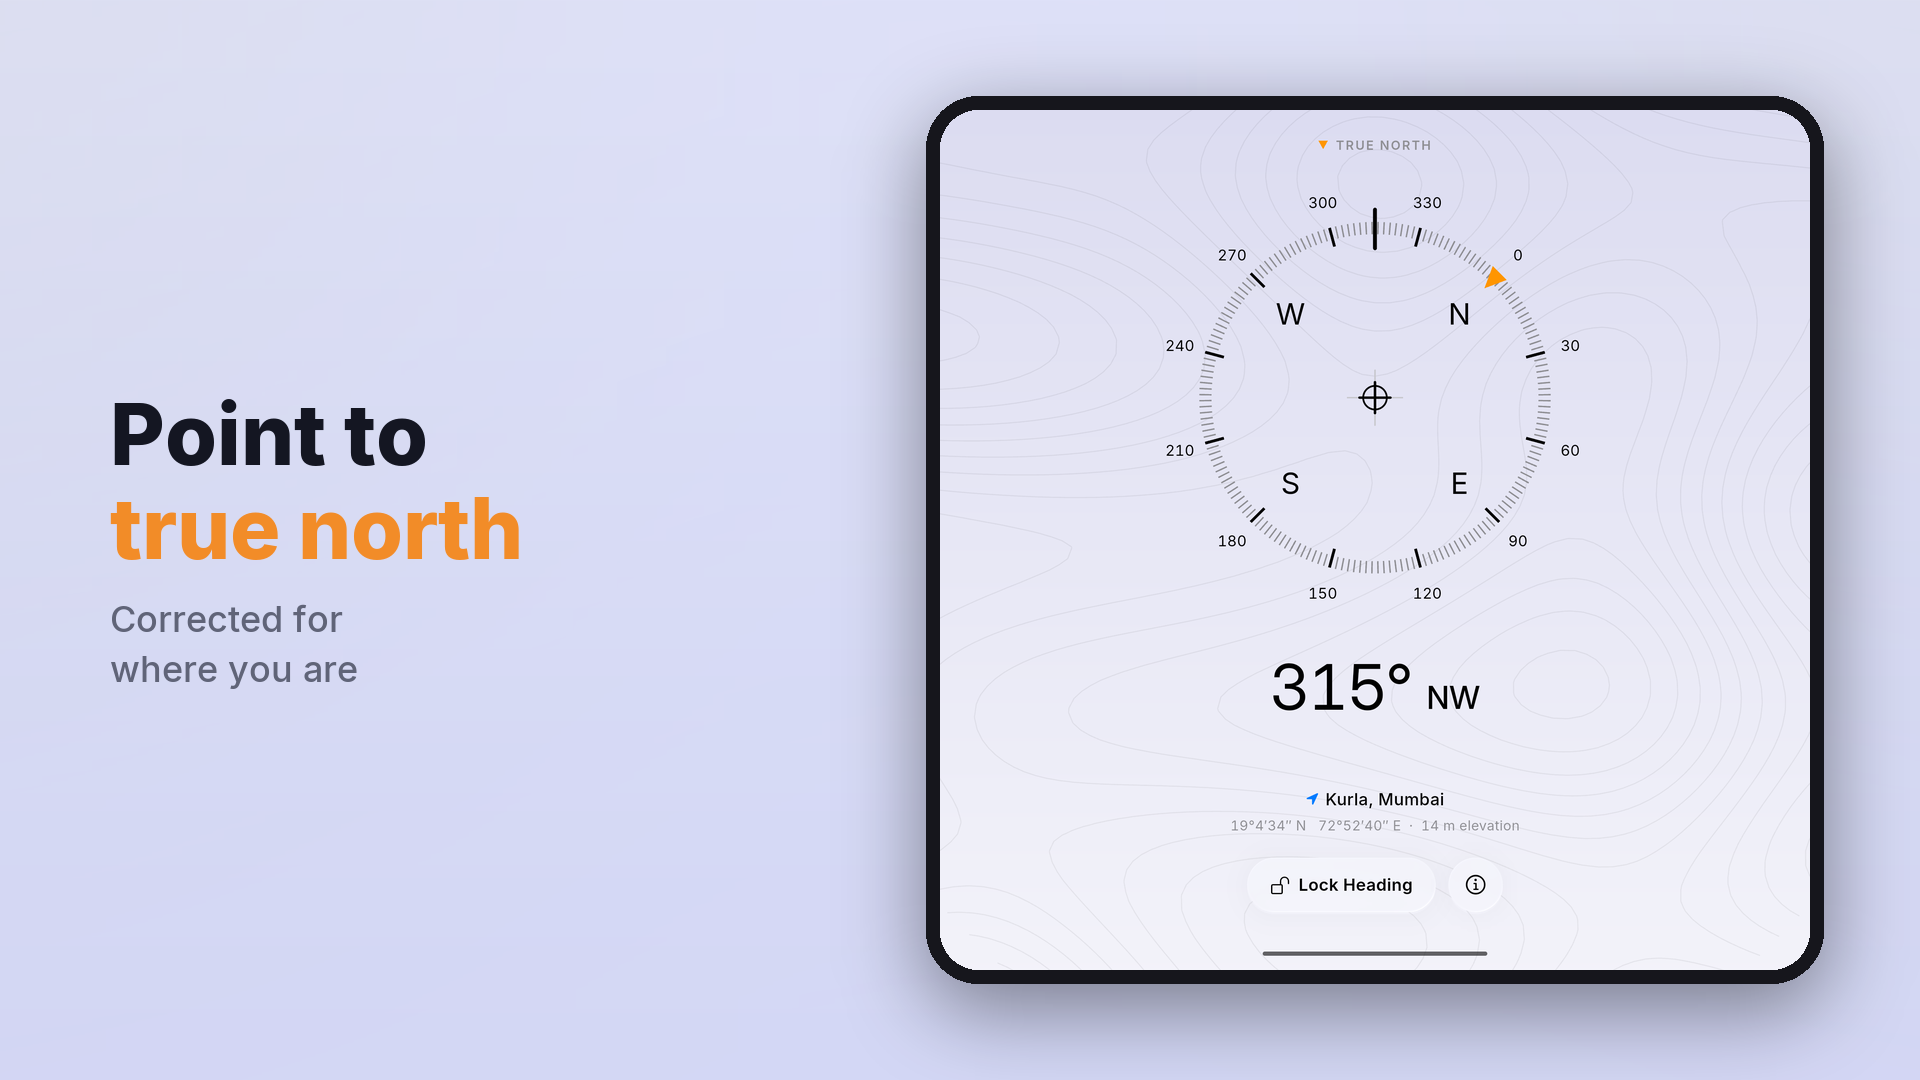 Point to
true north
Corrected for
where you are
TRUE NORTH
300
330
270
0
W
N
240
30
210
60
S
E
180
90
150
120
315° NW
Kurla, Mumbai
19°4'34" N 72°52'40" E · 14 m elevation
Lock Heading